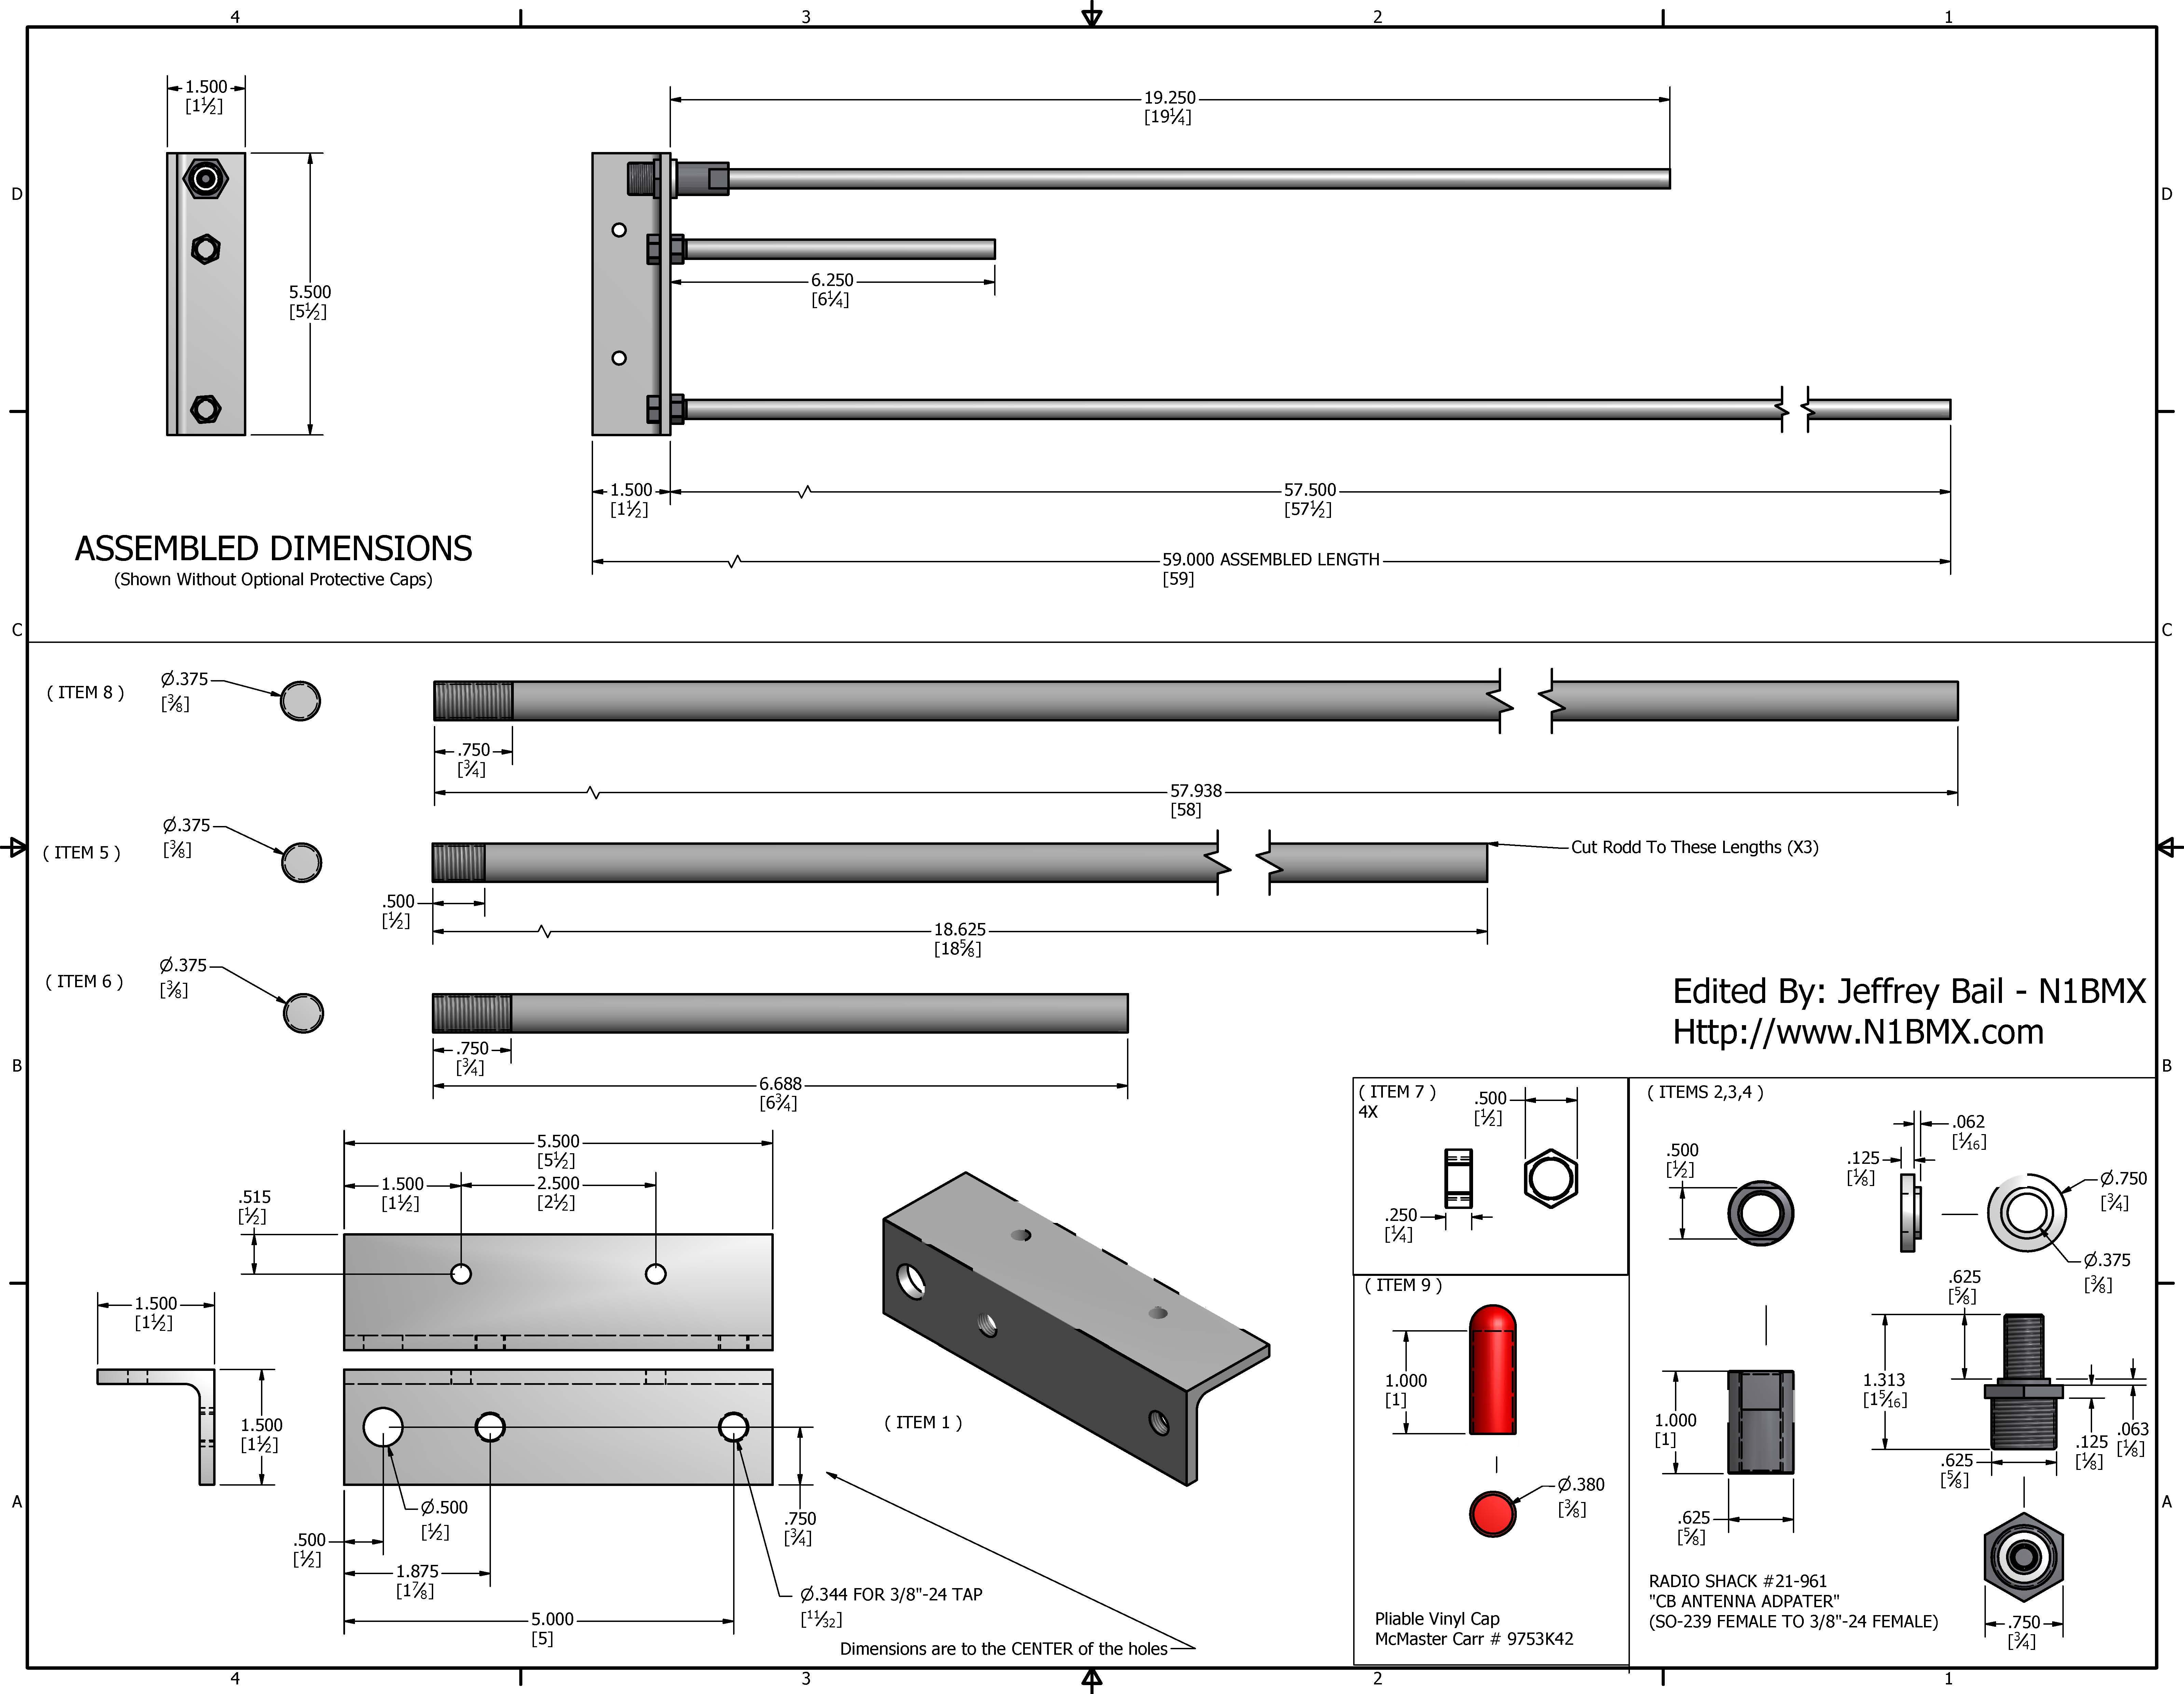 4
3
2
1
D
D
C
C
B
B
A
A
1.500
[1½]
5.500
[5½]
19.250
[19¼]
6.250
[6¼]
1.500
[1½]
57.500
[57½]
59.000 ASSEMBLED LENGTH
[59]
ASSEMBLED DIMENSIONS
(Shown Without Optional Protective Caps)
( ITEM 8 )
Ø.375
[⅜]
.750
[¾]
57.938
[58]
( ITEM 5 )
Ø.375
[⅜]
Cut Rodd To These Lengths (X3)
.500
[½]
18.625
[18⅝]
( ITEM 6 )
Ø.375
[⅜]
.750
[¾]
6.688
[6¾]
Edited By: Jeffrey Bail - N1BMX
Http://www.N1BMX.com
5.500
[5½]
1.500
[1½]
2.500
[2½]
.515
[½]
1.500
[1½]
1.500
[1½]
Ø.500
[½]
.500
[½]
1.875
[1⅞]
5.000
[5]
.750
[¾]
Ø.344 FOR 3/8"-24 TAP
[11/32]
Dimensions are to the CENTER of the holes
( ITEM 1 )
( ITEM 7 )
4X
.500
[½]
.250
[¼]
( ITEM 9 )
1.000
[1]
Ø.380
[⅜]
Pliable Vinyl Cap
McMaster Carr # 9753K42
( ITEMS 2,3,4 )
.500
[½]
.062
[1/16]
.125
[⅛]
Ø.750
[¾]
Ø.375
[⅜]
.625
[⅝]
1.313
[1 5/16]
1.000
[1]
.625
[⅝]
.125
[⅛]
.063
[⅛]
.625
[⅝]
.750
[¾]
RADIO SHACK #21-961
"CB ANTENNA ADPATER"
(SO-239 FEMALE TO 3/8"-24 FEMALE)
4
3
2
1